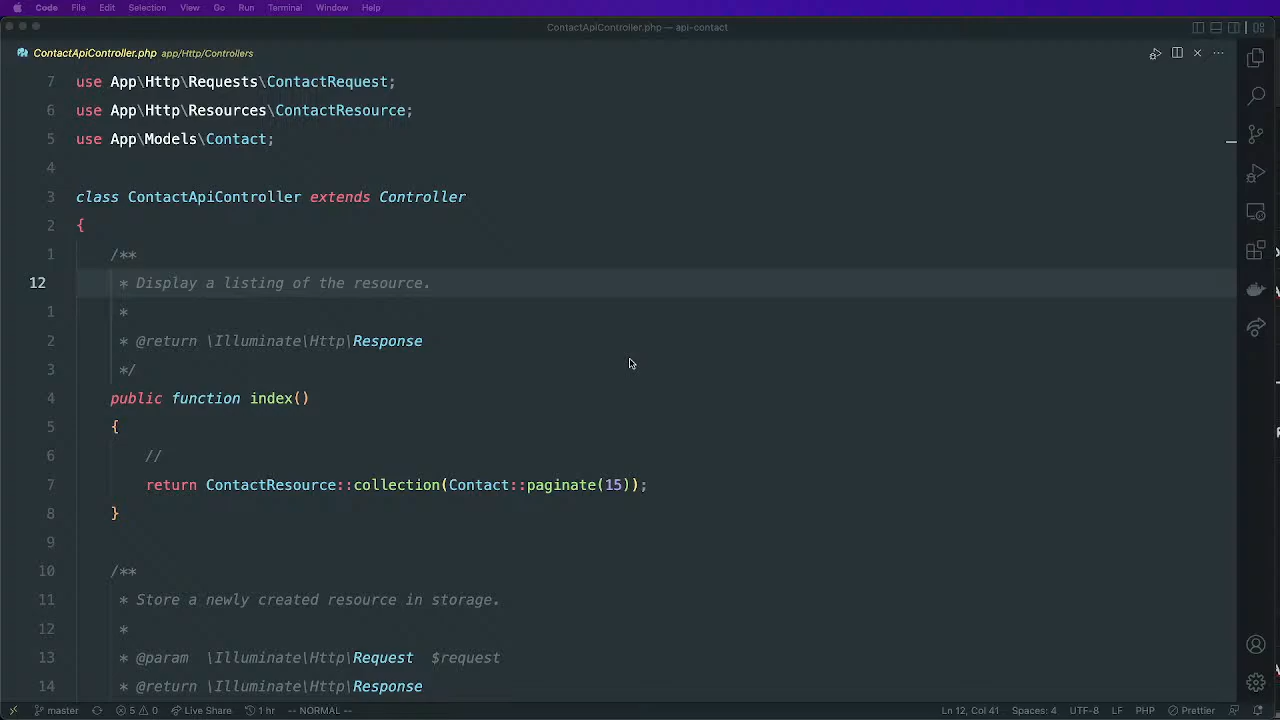 Code File Edit Selection View Go Run Terminal Window Help
ContactApiController.php — api-contact
ContactApiController.php app/Http/Controllers
7 use App\Http\Requests\ContactRequest;
6 use App\Http\Resources\ContactResource;
5 use App\Models\Contact;
4
3 class ContactApiController extends Controller
2 {
1 /**
12 * Display a listing of the resource.
1 *
2 * @return \Illuminate\Http\Response
3 */
4 public function index()
5 {
6 //
7 return ContactResource::collection(Contact::paginate(15));
8 }
9
10 /**
11 * Store a newly created resource in storage.
12 *
13 * @param \Illuminate\Http\Request $request
14 * @return \Illuminate\Http\Response
master 5 0 Live Share 1 hr -- NORMAL -- Ln 12, Col 41 Spaces: 4 UTF-8 LF PHP Prettier